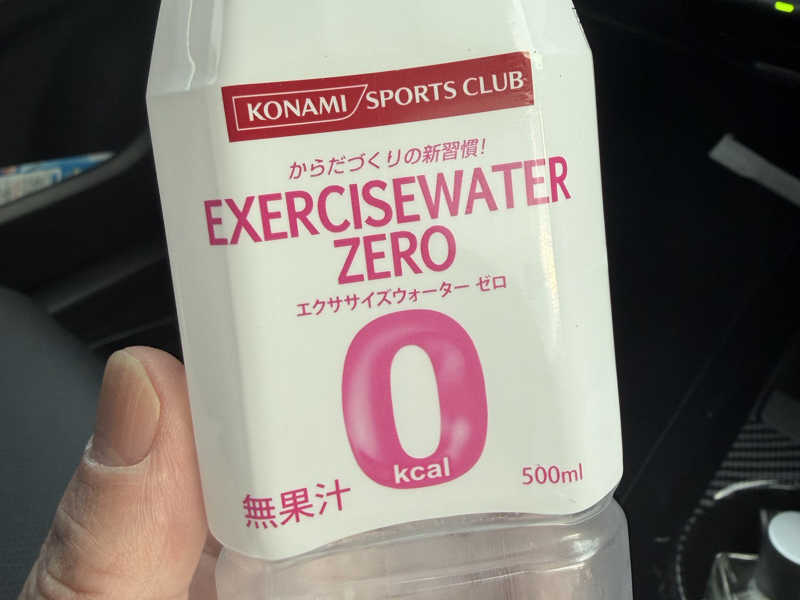 KONAMI SPORTS CLUB
からだづくりの新習慣!
EXERCISEWATER
ZERO
エクササイズウォーター ゼロ
0
kcal
無果汁
500ml